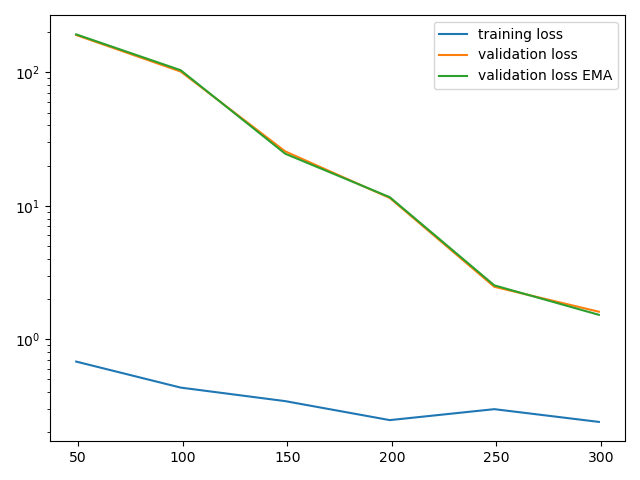 training loss
validation loss
validation loss EMA
10²
10¹
10⁰
50 100 150 200 250 300